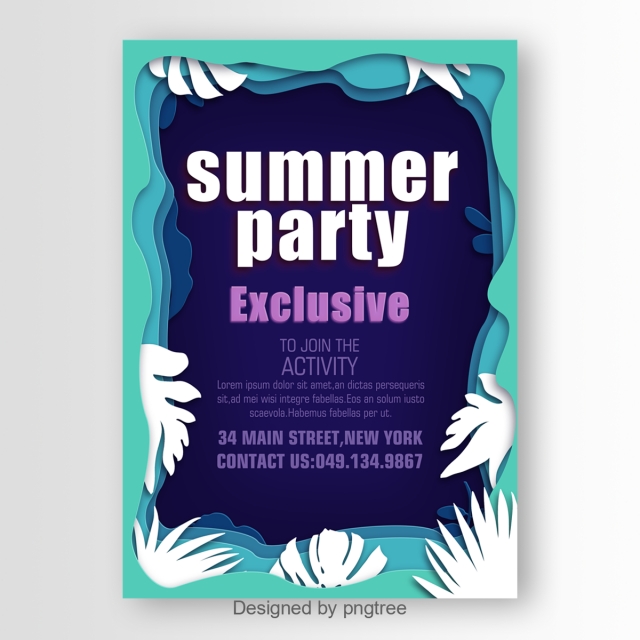 summer
party
Exclusive
TO JOIN THE
ACTIVITY
Lorem ipsum dolor sit amet,an dictas persequeris
sit,ad mei wisi integre fabellas.Eos an solum iusto
scaevola.Habemus fabellas per ut.
34 MAIN STREET,NEW YORK
CONTACT US:049.134.9867
Designed by pngtree